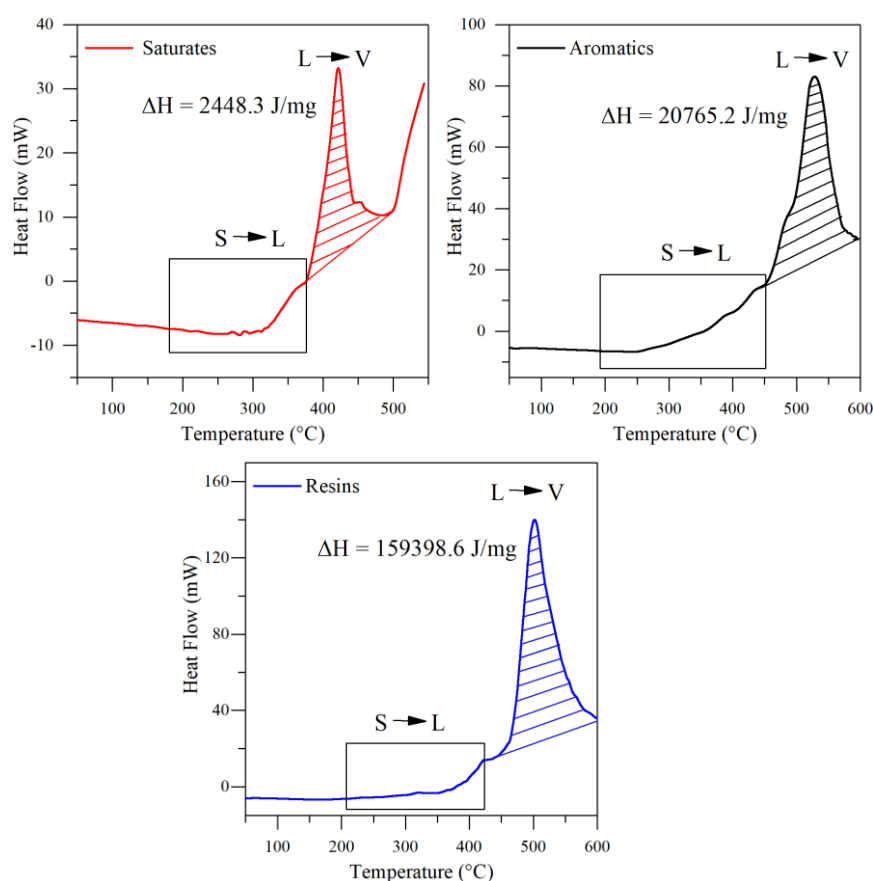 Saturates
L → V
ΔH = 2448.3 J/mg
S → L
Heat Flow (mW)
40
30
20
10
0
-10
100 200 300 400 500
Temperature (°C)
Aromatics
L → V
ΔH = 20765.2 J/mg
S → L
Heat Flow (mW)
100
80
60
40
20
0
100 200 300 400 500 600
Temperature (°C)
Resins
L → V
ΔH = 159398.6 J/mg
S → L
Heat Flow (mW)
160
120
80
40
0
100 200 300 400 500 600
Temperature (°C)